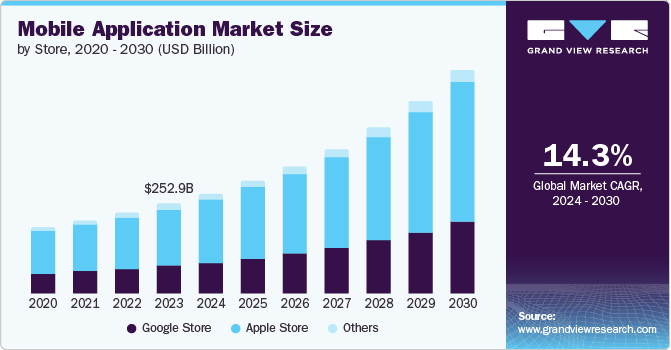 Mobile Application Market Size
by Store, 2020 - 2030 (USD Billion)
$252.9B
2020 2021 2022 2023 2024 2025 2026 2027 2028 2029 2030
Google Store Apple Store Others
GRAND VIEW RESEARCH
14.3%
Global Market CAGR,
2024 - 2030
Source:
www.grandviewresearch.com